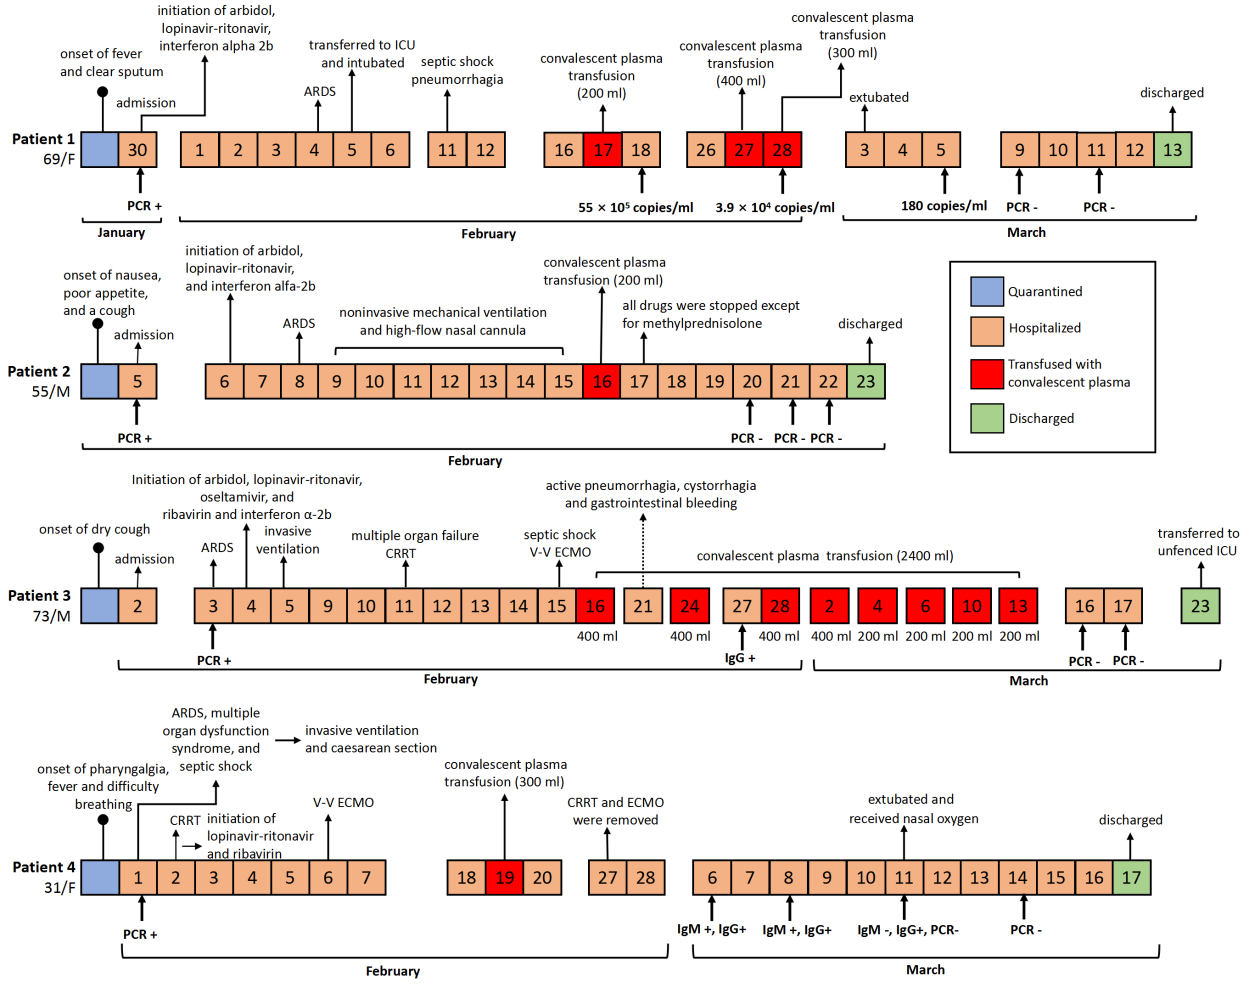 initiation of arbidol,
lopinavir-ritonavir,
interferon alpha 2b
onset of fever
and clear sputum
admission
transferred to ICU
and intubated
ARDS
septic shock
pneumorrhagia
convalescent plasma
transfusion
(200 ml)
convalescent plasma
transfusion
(400 ml)
convalescent plasma
transfusion
(300 ml)
extubated
discharged
Patient 1
69/F
30 1 2 3 4 5 6 11 12 16 17 18 26 27 28 3 4 5 9 10 11 12 13
PCR +
55 × 10⁵ copies/ml
3.9 × 10⁴ copies/ml
180 copies/ml
PCR -
PCR -
January
February
March
onset of nausea,
poor appetite,
and a cough
admission
initiation of arbidol,
lopinavir-ritonavir,
and interferon alfa-2b
ARDS
noninvasive mechanical ventilation
and high-flow nasal cannula
convalescent plasma
transfusion (200 ml)
all drugs were stopped except
for methylprednisolone
discharged
Patient 2
55/M
5 6 7 8 9 10 11 12 13 14 15 16 17 18 19 20 21 22 23
PCR +
PCR -
PCR -
PCR -
February
Quarantined
Hospitalized
Transfused with
convalescent plasma
Discharged
onset of dry cough
admission
Initiation of arbidol, lopinavir-ritonavir,
oseltamivir, and
ribavirin and interferon α-2b
ARDS
invasive
ventilation
multiple organ failure
CRRT
septic shock
V-V ECMO
active pneumorrhagia, cystorrhagia
and gastrointestinal bleeding
convalescent plasma transfusion (2400 ml)
transferred to
unfenced ICU
Patient 3
73/M
2 3 4 5 9 10 11 12 13 14 15 16 21 24 27 28 2 4 6 10 13 16 17 23
400 ml
400 ml
400 ml
400 ml
200 ml
200 ml
200 ml
200 ml
PCR +
IgG +
PCR -
PCR -
February
March
ARDS, multiple
organ dysfunction
syndrome, and
septic shock
invasive ventilation
and caesarean section
onset of pharyngalgia,
fever and difficulty
breathing
CRRT
initiation of
lopinavir-ritonavir
and ribavirin
V-V ECMO
convalescent plasma
transfusion (300 ml)
CRRT and ECMO
were removed
extubated and
received nasal oxygen
discharged
Patient 4
31/F
1 2 3 4 5 6 7 18 19 20 27 28 6 7 8 9 10 11 12 13 14 15 16 17
PCR +
IgM +, IgG+
IgM +, IgG+
IgM -, IgG+, PCR-
PCR -
February
March